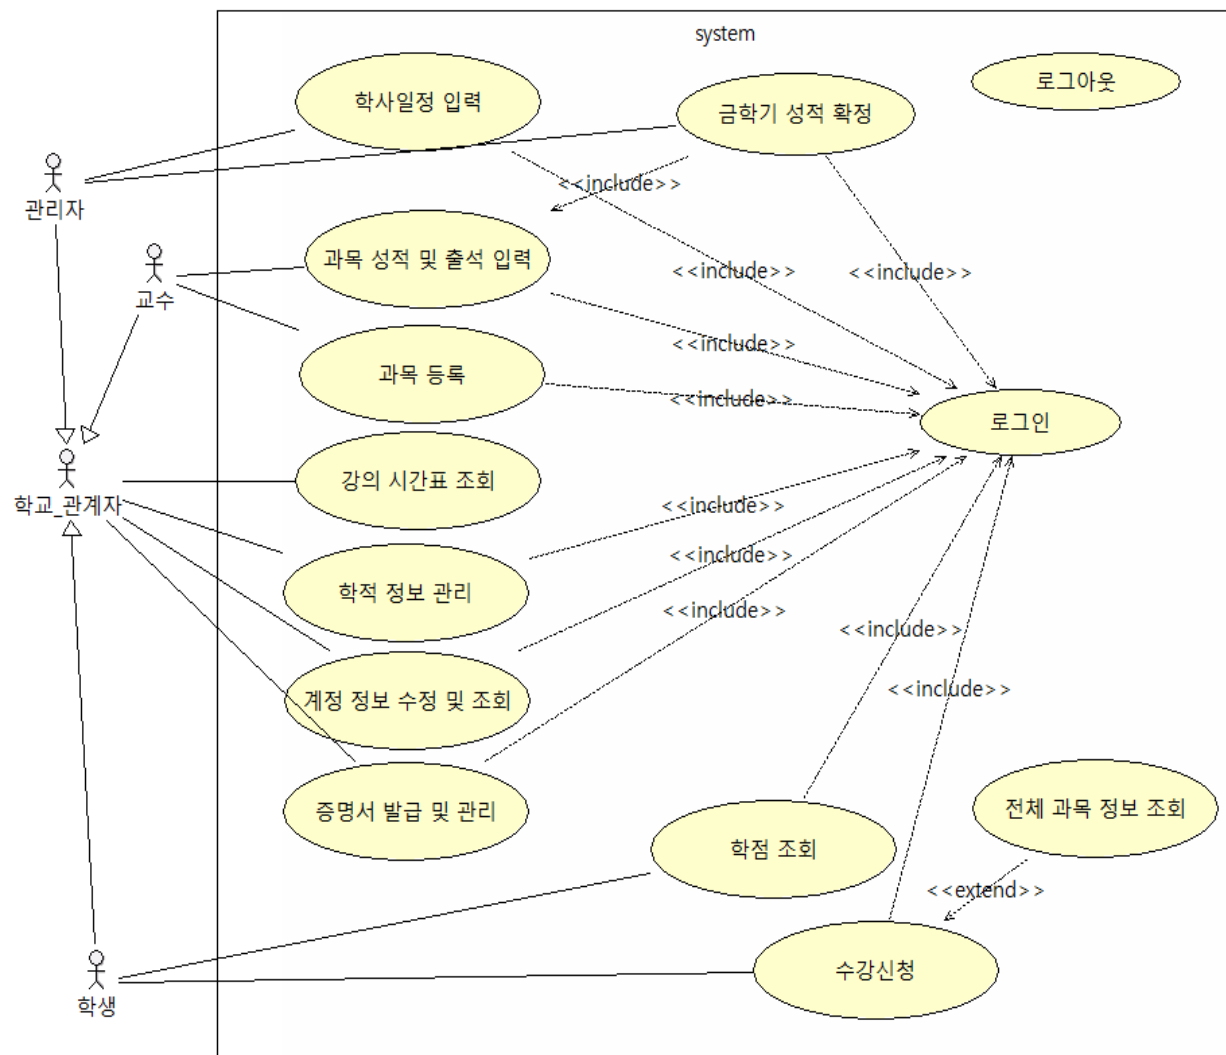 system
학사일정 입력
금학기 성적 확정
로그아웃
관리자
<<include>>
과목 성적 및 출석 입력
<<include>>
<<include>>
교수
<<include>>
과목 등록
<<include>>
로그인
강의 시간표 조회
학교_관계자
<<include>>
<<include>>
학적 정보 관리
<<include>>
<<include>>
계정 정보 수정 및 조회
<<include>>
증명서 발급 및 관리
전체 과목 정보 조회
학점 조회
<<extend>>
수강신청
학생